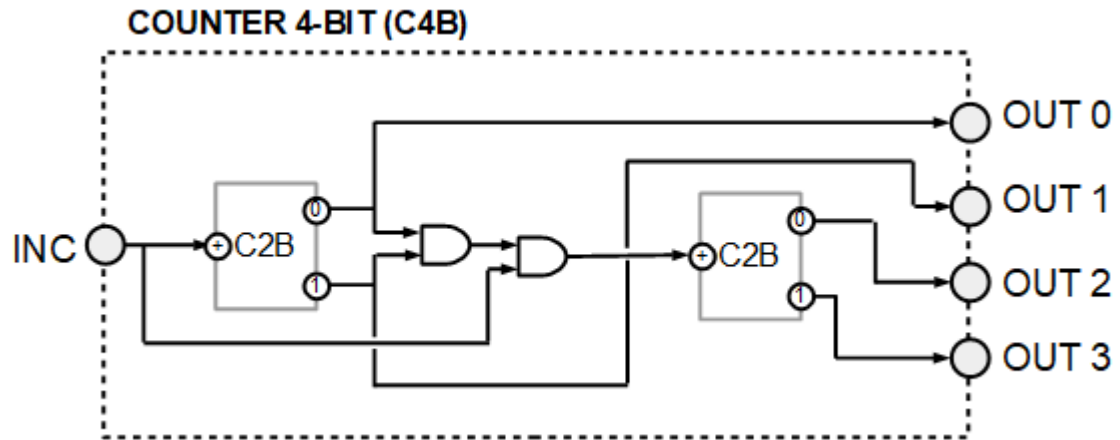 COUNTER 4-BIT (C4B)
OUT 0
OUT 1
0
0
INC
+
C2B
+
C2B
1
1
OUT 2
OUT 3